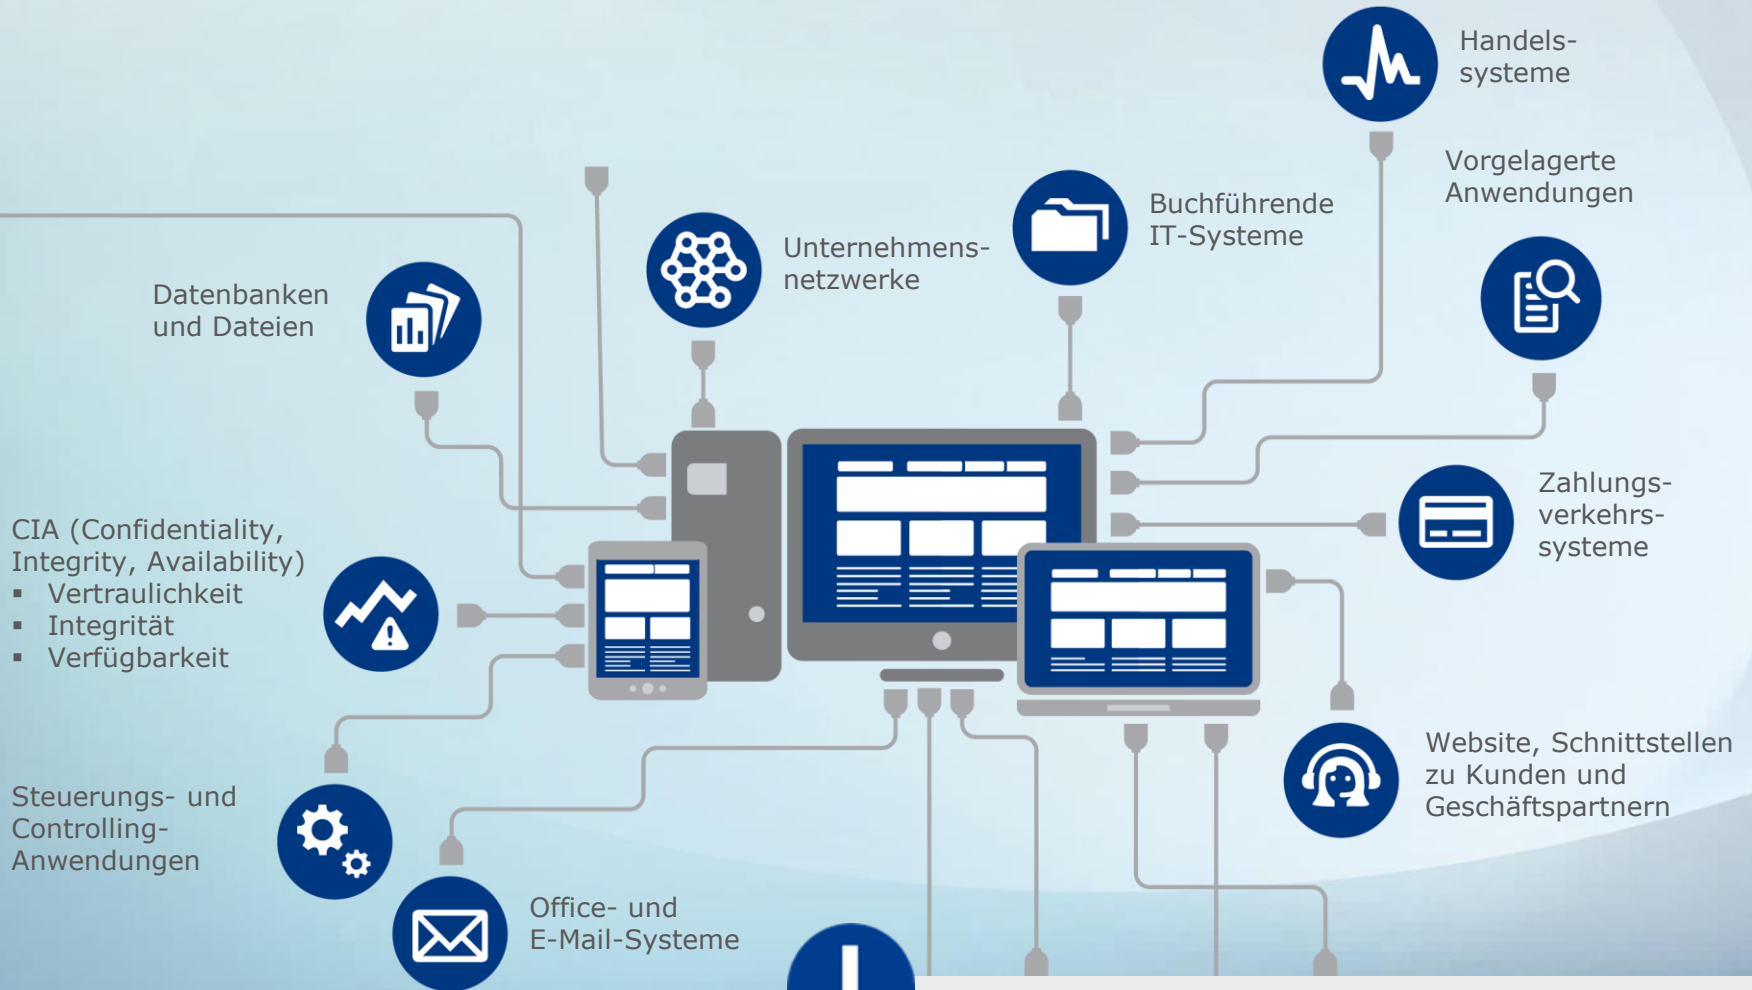 Handels-
systeme
Vorgelagerte
Anwendungen
Buchführende
IT-Systeme
Unternehmens-
netzwerke
Datenbanken
und Dateien
Zahlungs-
verkehrs-
systeme
CIA (Confidentiality,
Integrity, Availability)
▪ Vertraulichkeit
▪ Integrität
▪ Verfügbarkeit
Website, Schnittstellen
zu Kunden und
Geschäftspartnern
Steuerungs- und
Controlling-
Anwendungen
Office- und
E-Mail-Systeme